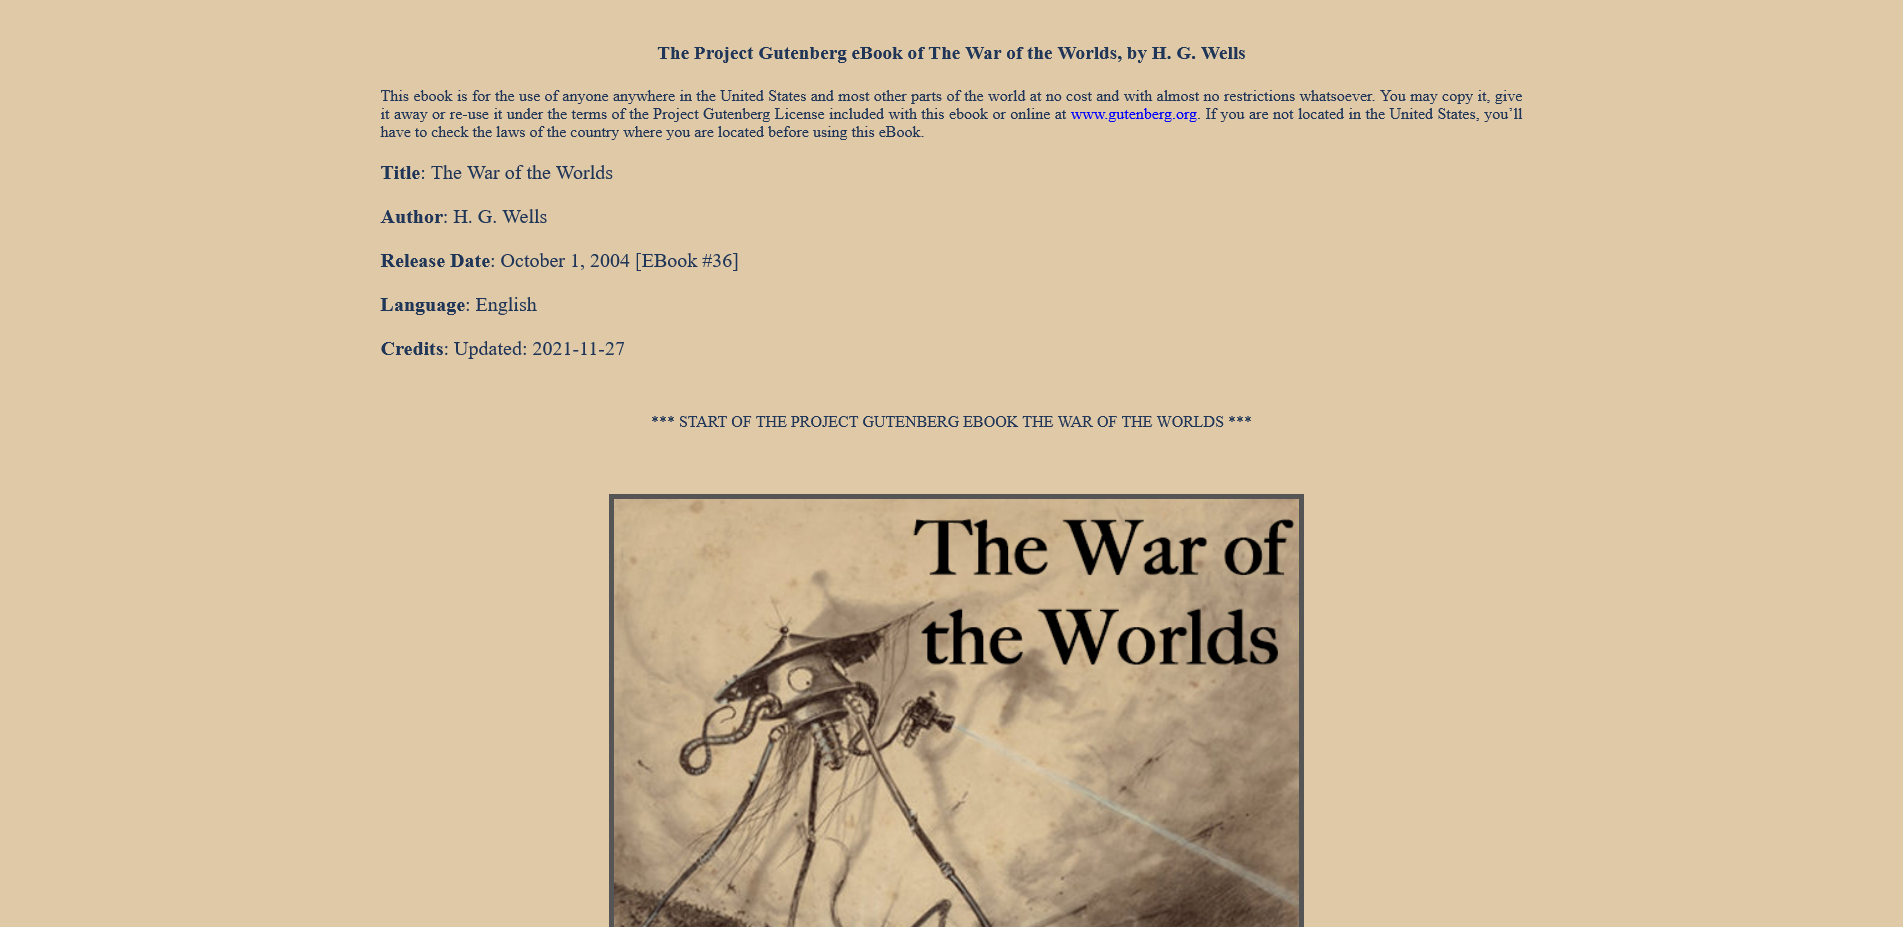 The Project Gutenberg eBook of The War of the Worlds, by H. G. Wells
This ebook is for the use of anyone anywhere in the United States and most other parts of the world at no cost and with almost no restrictions whatsoever. You may copy it, give
it away or re-use it under the terms of the Project Gutenberg License included with this ebook or online at www.gutenberg.org. If you are not located in the United States, you’ll
have to check the laws of the country where you are located before using this eBook.
Title: The War of the Worlds
Author: H. G. Wells
Release Date: October 1, 2004 [EBook #36]
Language: English
Credits: Updated: 2021-11-27
*** START OF THE PROJECT GUTENBERG EBOOK THE WAR OF THE WORLDS ***
The War of
the Worlds